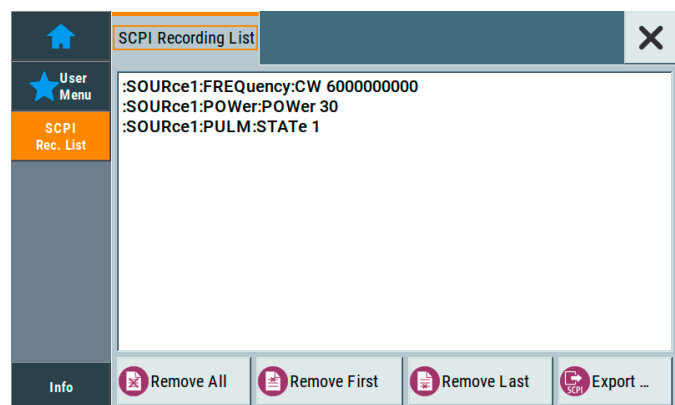 SCPI Recording List
User
Menu
SCPI
Rec. List
:SOURce1:FREQuency:CW 6000000000
:SOURce1:POWer:POWer 30
:SOURce1:PULM:STATe 1
Info
Remove All
Remove First
Remove Last
SCPI
Export ...